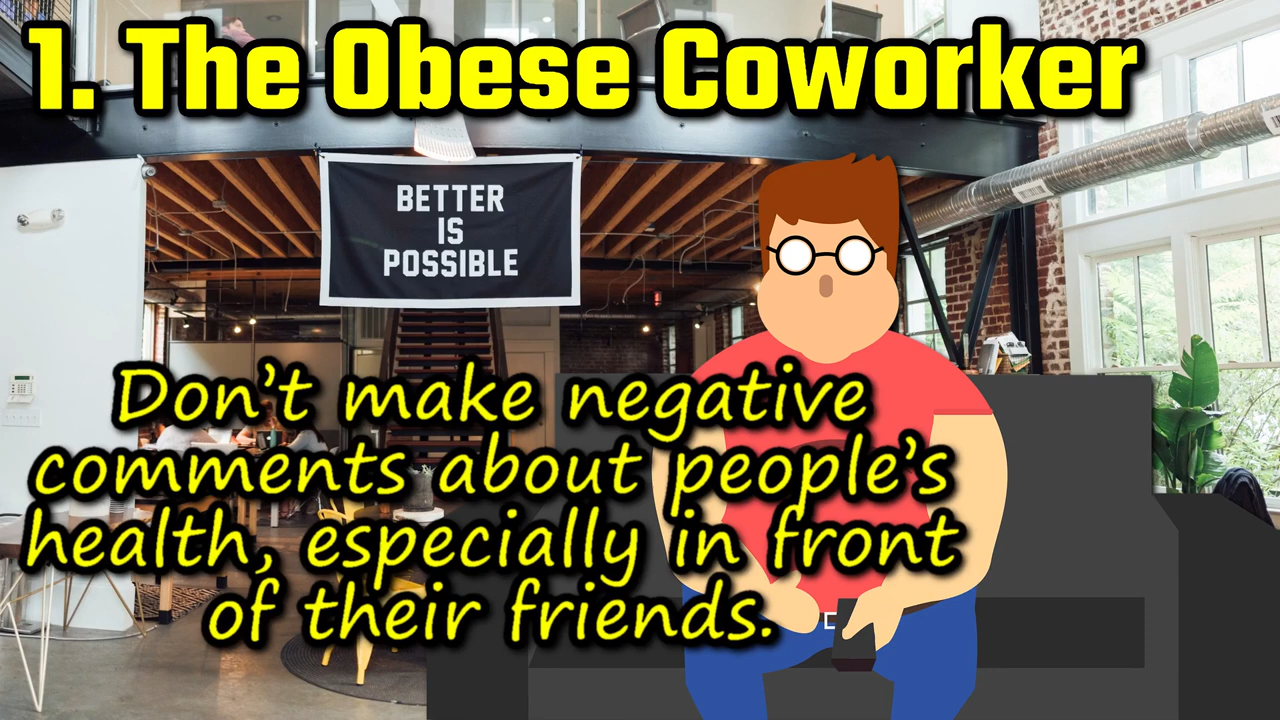 1. The Obese Coworker
BETTER
IS
POSSIBLE
Don't make negative
comments about people's
health, especially in front
of their friends.